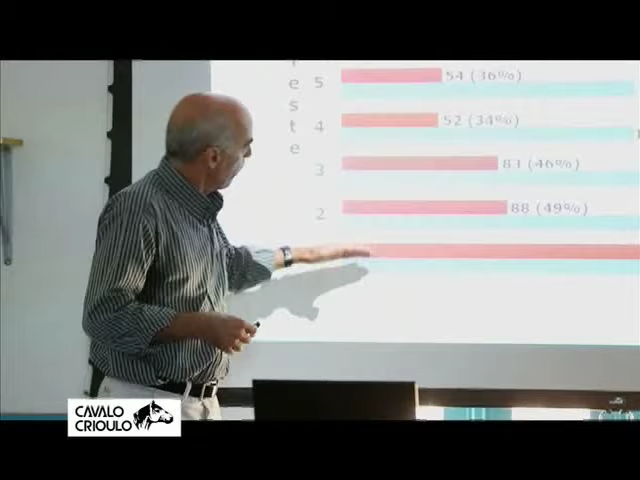 e
s
t
e
5 54 (36%)
4 52 (34%)
3 83 (46%)
2 88 (49%)
CAVALO
CRIOULO